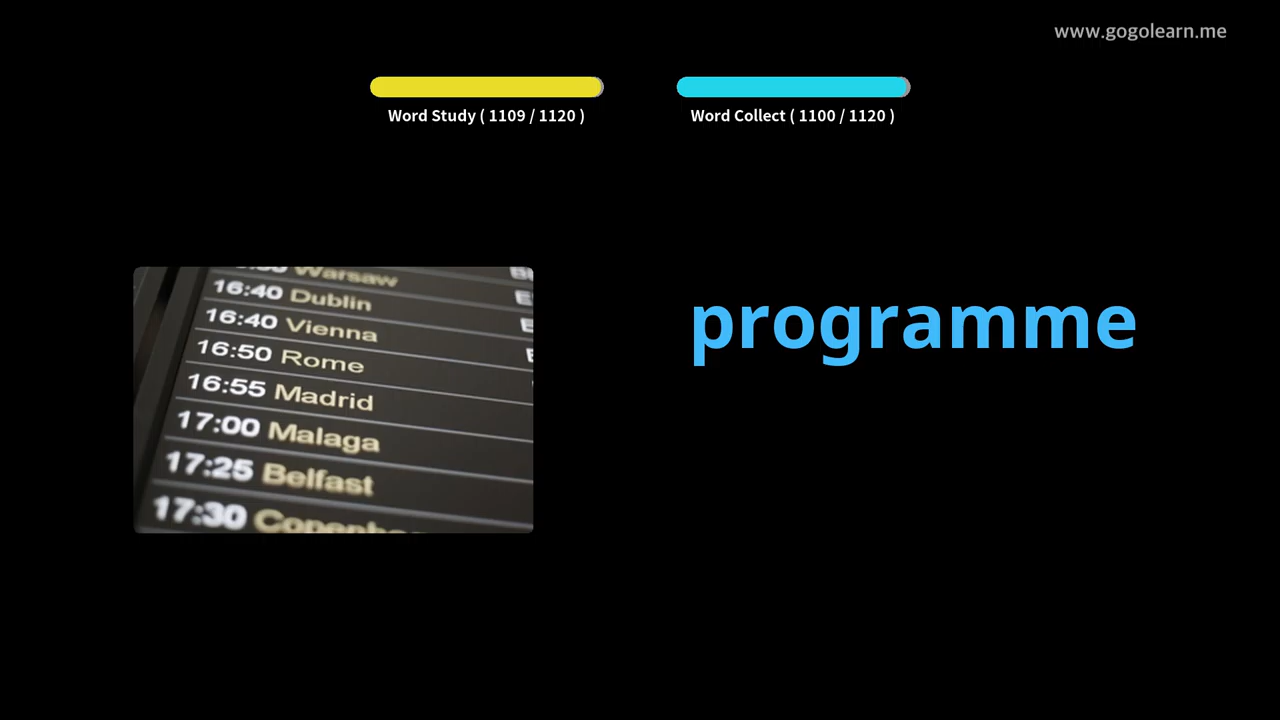 www.gogolearn.me
Word Study ( 1109 / 1120 )
Word Collect ( 1100 / 1120 )
Warsaw
16:40 Dublin
16:40 Vienna
16:50 Rome
16:55 Madrid
17:00 Malaga
17:25 Belfast
17:30
programme